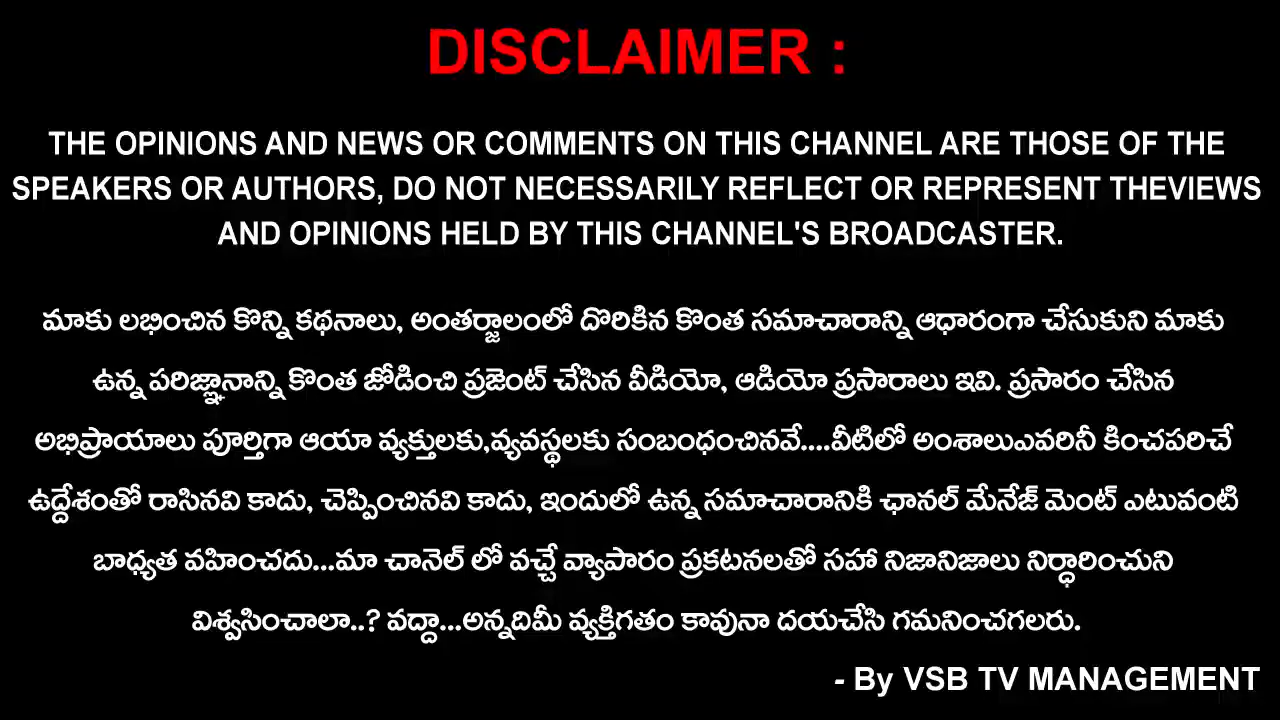 DISCLAIMER :
THE OPINIONS AND NEWS OR COMMENTS ON THIS CHANNEL ARE THOSE OF THE
SPEAKERS OR AUTHORS, DO NOT NECESSARILY REFLECT OR REPRESENT THEVIEWS
AND OPINIONS HELD BY THIS CHANNEL'S BROADCASTER.
మాకు లభించిన కొన్ని కథనాలు, అంతర్జాలంలో దొరికిన కొంత సమాచారాన్ని ఆధారంగా చేసుకుని మాకు
ఉన్న పరిజ్ఞానాన్ని కొంత జోడించి ప్రజెంట్ చేసిన వీడియో, ఆడియో ప్రసారాలు ఇవి. ప్రసారం చేసిన
అభిప్రాయాలు పూర్తిగా ఆయా వ్యక్తులకు,వ్యవస్థలకు సంబంధంచినవే....వీటిలో అంశాలుఎవరినీ కించపరిచే
ఉద్దేశంతో రాసినవి కాదు, చెప్పించినవి కాదు, ఇందులో ఉన్న సమాచారానికి ఛానల్ మేనేజ్ మెంట్ ఎటువంటి
బాధ్యత వహించదు...మా చానెల్ లో వచ్చే వ్యాపారం ప్రకటనలతో సహా నిజానిజాలు నిర్ధారించుని
విశ్వసించాలా..? వద్దా...అన్నదిమీ వ్యక్తిగతం కావునా దయచేసి గమనించగలరు.
- By VSB TV MANAGEMENT